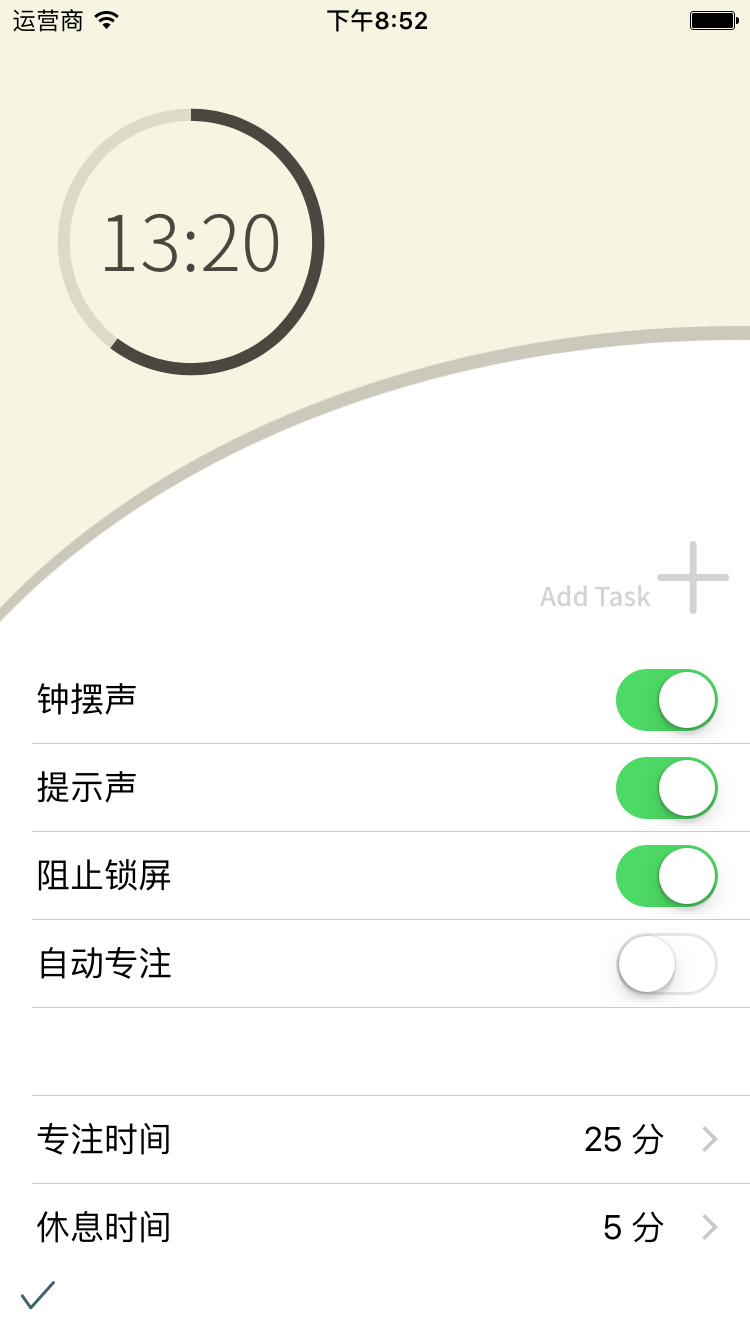 运营商 下午8:52
13:20
Add Task
钟摆声
提示声
阻止锁屏
自动专注
专注时间 25 分
休息时间 5 分